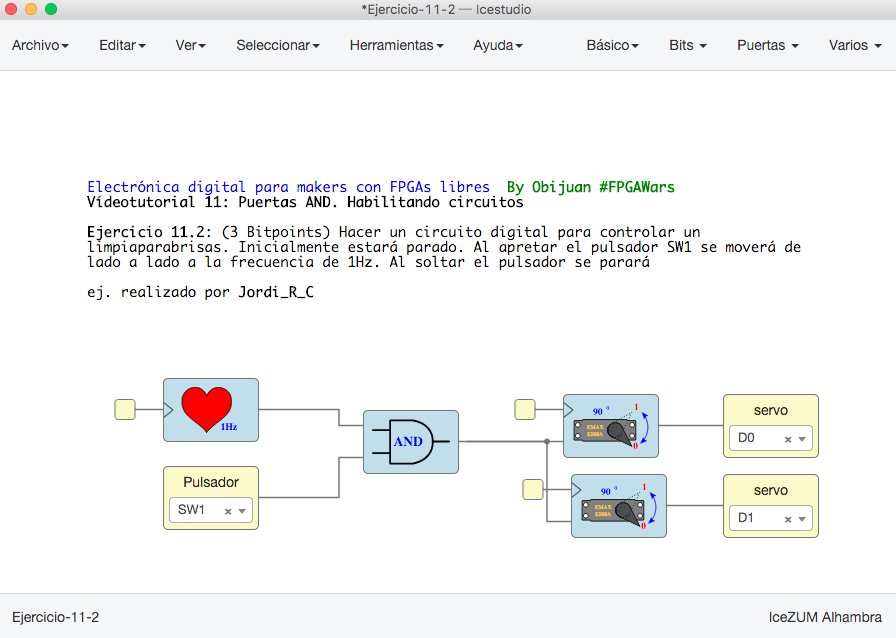 *Ejercicio-11-2 — Icestudio
Archivo Editar Ver Seleccionar Herramientas Ayuda Básico Bits Puertas Varios
Electrónica digital para makers con FPGAs libres By Obijuan #FPGAWars
Videotutorial 11: Puertas AND. Habilitando circuitos
Ejercicio 11.2: (3 Bitpoints) Hacer un circuito digital para controlar un
limpiaparabrisas. Inicialmente estará parado. Al apretar el pulsador SW1 se moverá de
lado a lado a la frecuencia de 1Hz. Al soltar el pulsador se parará
ej. realizado por Jordi_R_C
1Hz
Pulsador
SW1
AND
90 º
1
EMAX
ES08A
0
servo
D0
90 º
1
EMAX
ES08A
0
servo
D1
Ejercicio-11-2
IceZUM Alhambra